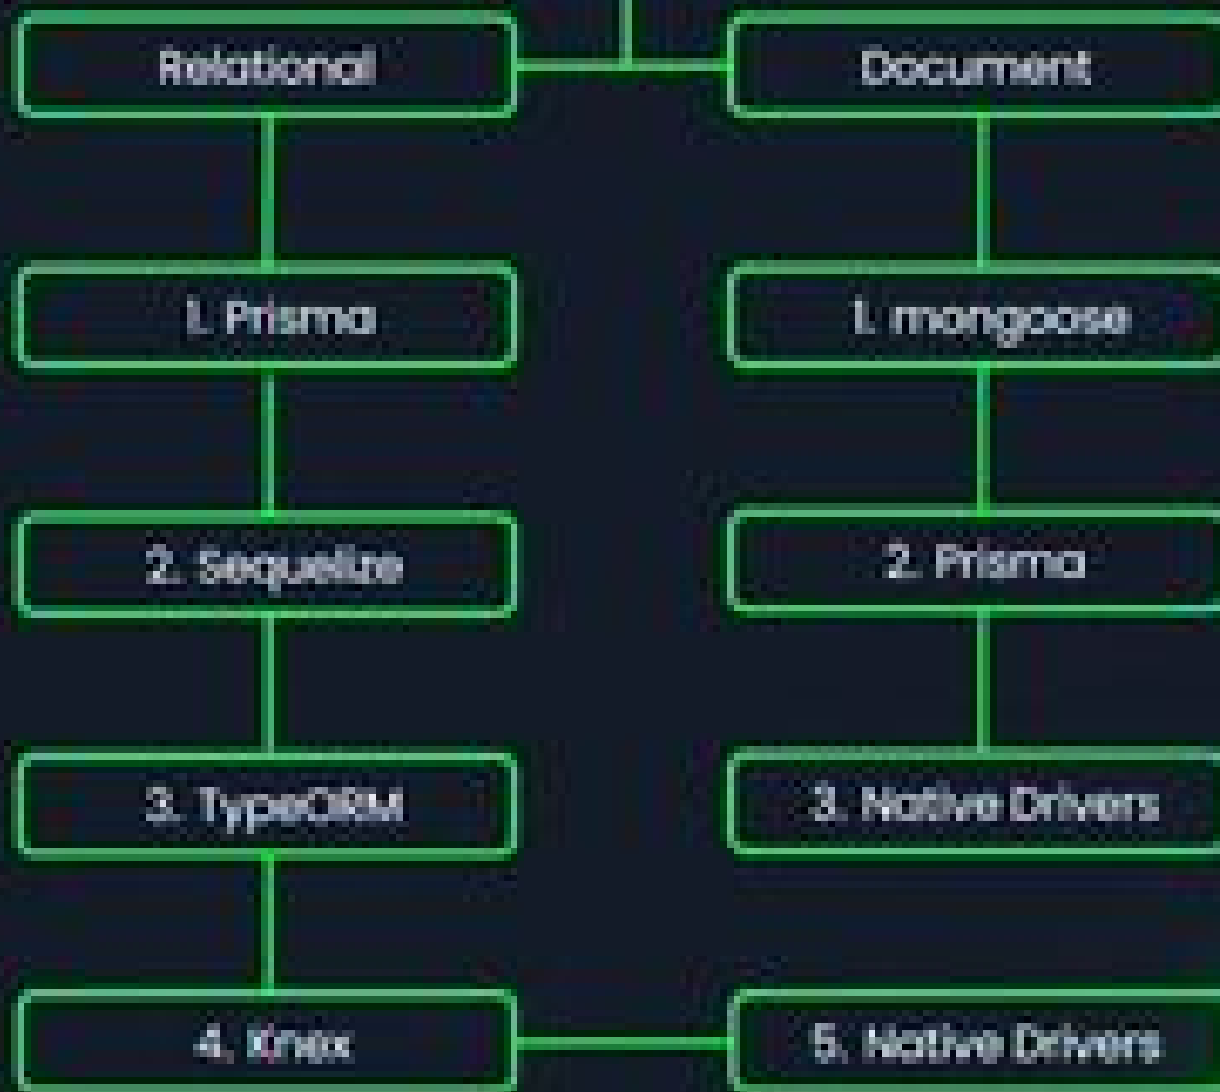 Relational
Document
1. Prisma
1. mongoose
2. Sequelize
2. Prisma
3. TypeORM
3. Native Drivers
4. Knex
5. Native Drivers